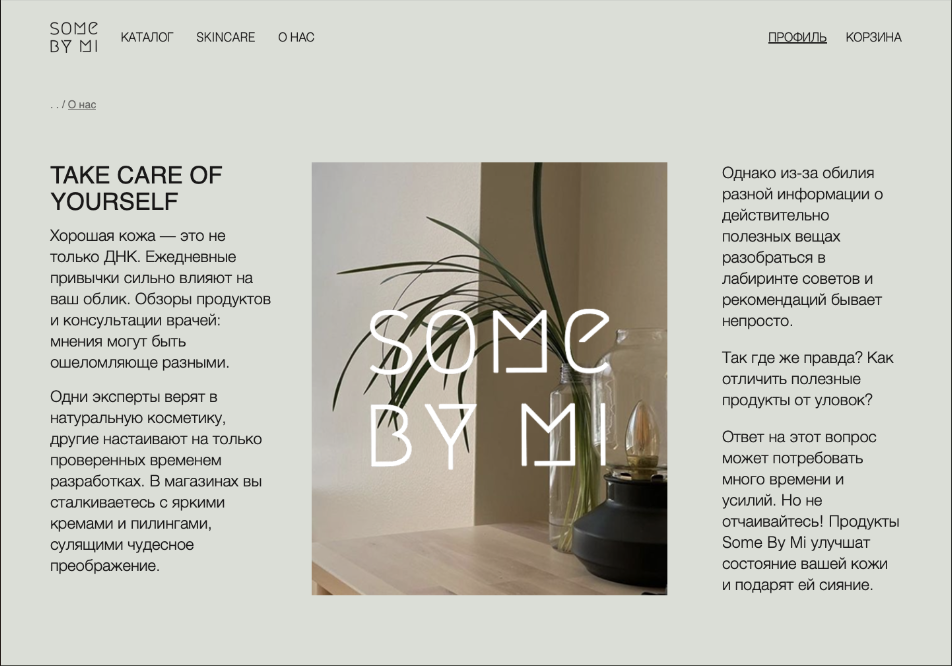 SOME
BY MI
КАТАЛОГ SKINCARE О НАС ПРОФИЛЬ КОРЗИНА
. . / О нас
TAKE CARE OF
YOURSELF
Хорошая кожа — это не
только ДНК. Ежедневные
привычки сильно влияют на
ваш облик. Обзоры продуктов
и консультации врачей:
мнения могут быть
ошеломляюще разными.
Одни эксперты верят в
натуральную косметику,
другие настаивают на только
проверенных временем
разработках. В магазинах вы
сталкиваетесь с яркими
кремами и пилингами,
сулящими чудесное
преображение.
SOME
BY MI
Однако из-за обилия
разной информации о
действительно
полезных вещах
разобраться в
лабиринте советов и
рекомендаций бывает
непросто.
Так где же правда? Как
отличить полезные
продукты от уловок?
Ответ на этот вопрос
может потребовать
много времени и
усилий. Но не
отчаивайтесь! Продукты
Some By Mi улучшат
состояние вашей кожи
и подарят ей сияние.